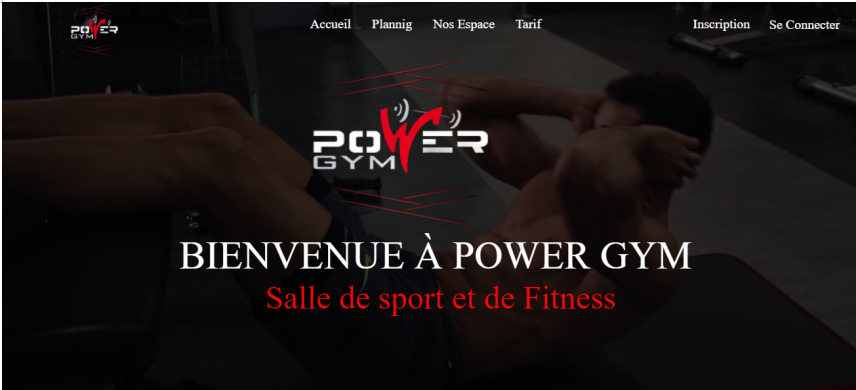 POWER
GYM
Accueil Plannig Nos Espace Tarif Inscription Se Connecter
POWER
GYM
BIENVENUE À POWER GYM
Salle de sport et de Fitness